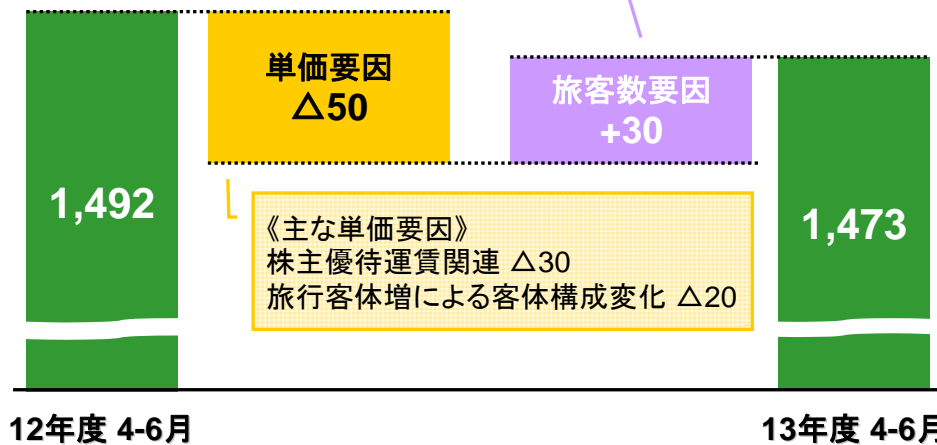 単価要因
△50
旅客数要因
+30
1,492
1,473
《主な単価要因》
株主優待運賃関連 △30
旅行客体増による客体構成変化 △20
12年度 4-6月
13年度 4-6月